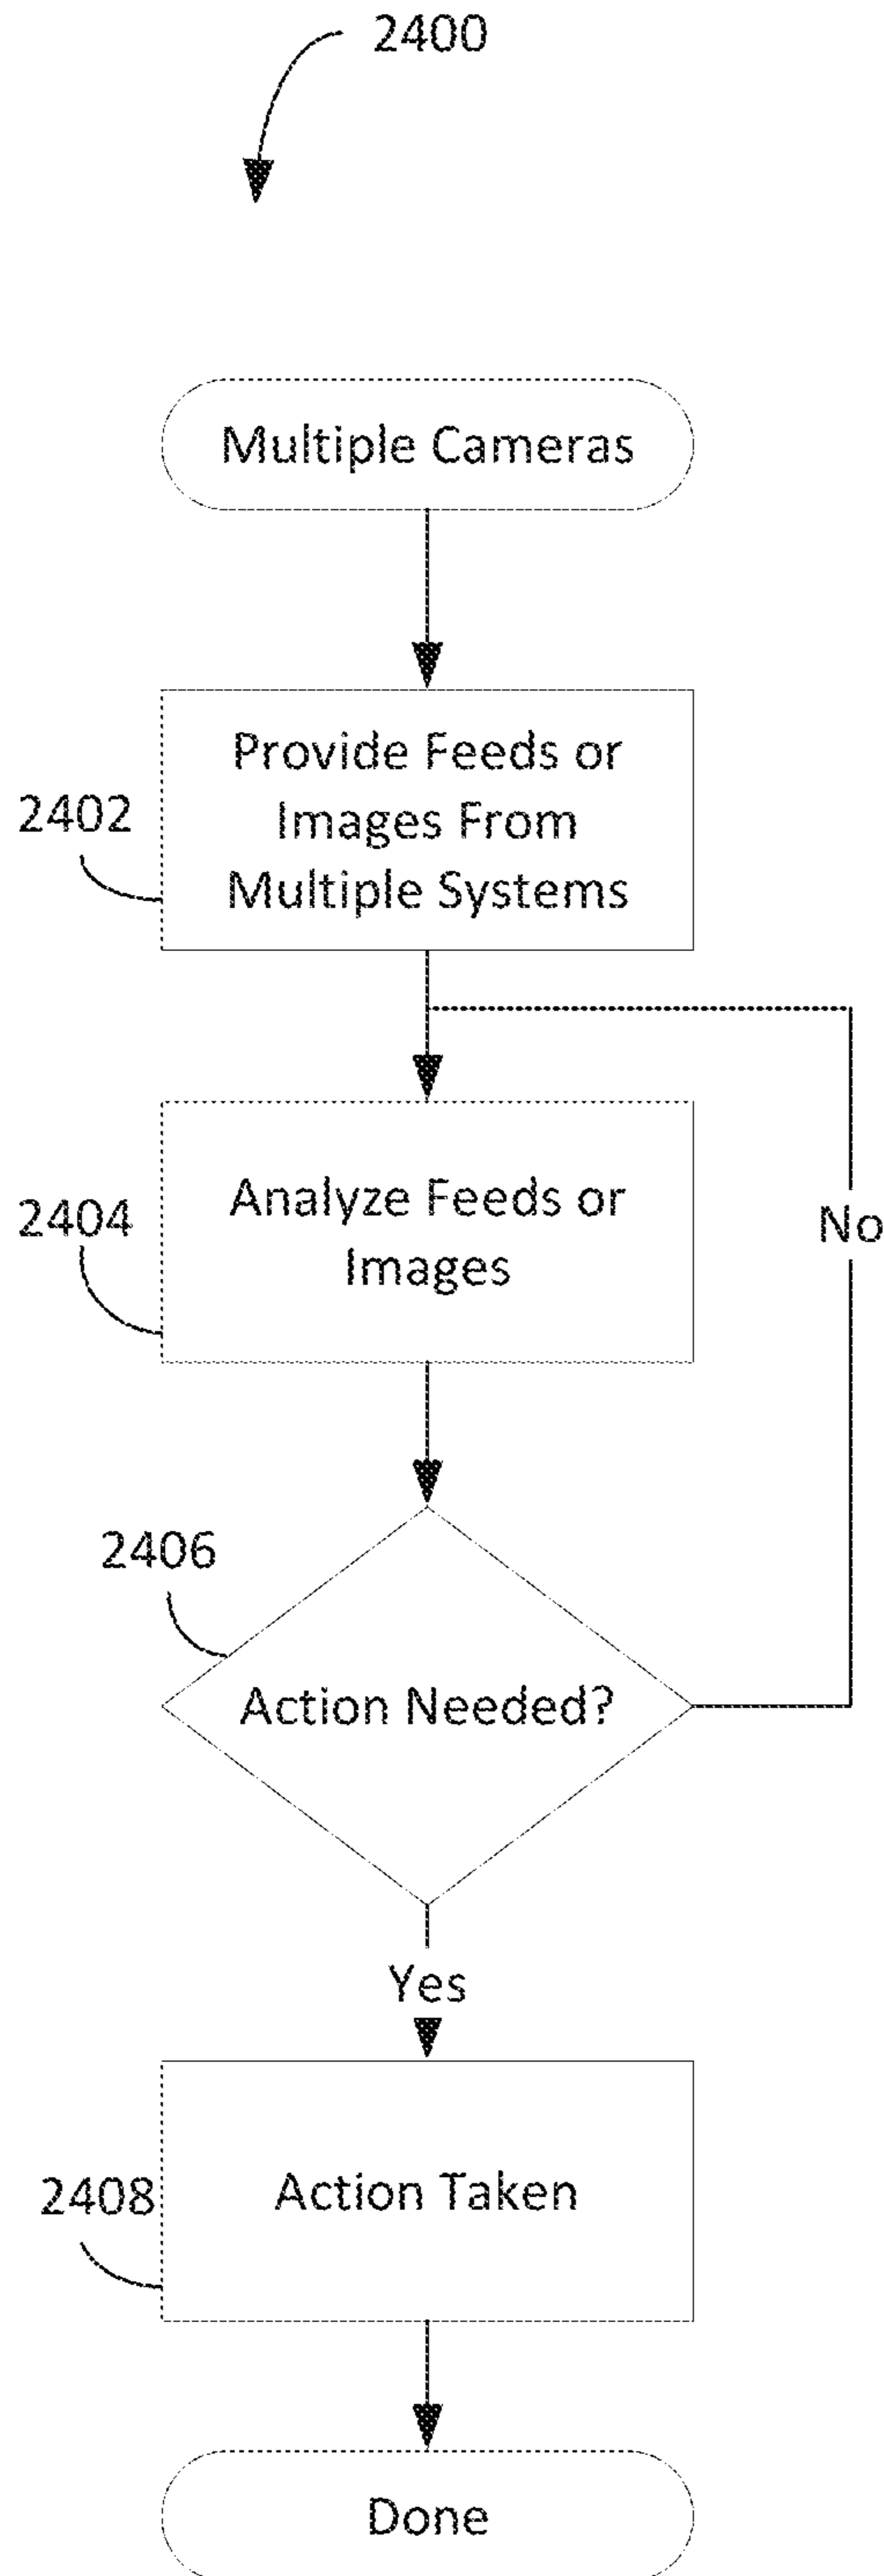 2400
Multiple Cameras
Provide Feeds or
Images From
Multiple Systems
2402
Analyze Feeds or
Images
2404
No
2406
Action Needed?
Yes
Action Taken
2408
Done